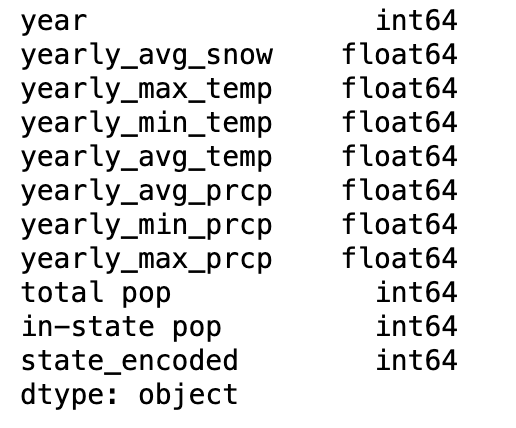 year int64
yearly_avg_snow float64
yearly_max_temp float64
yearly_min_temp float64
yearly_avg_temp float64
yearly_avg_prcp float64
yearly_min_prcp float64
yearly_max_prcp float64
total pop int64
in-state pop int64
state_encoded int64
dtype: object